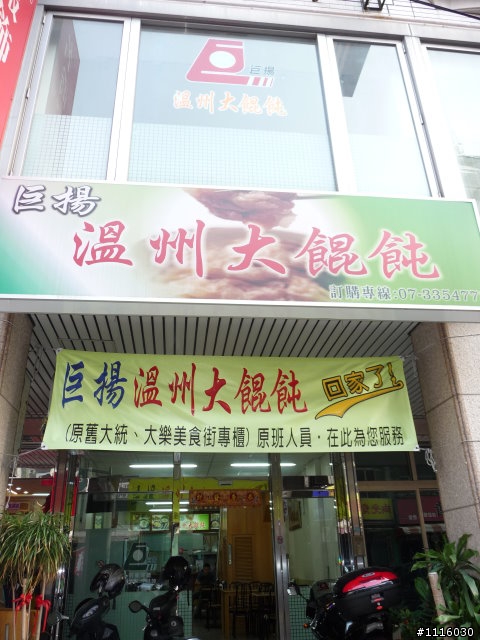 巨揚
溫州大餛飩
巨揚
溫州大餛飩
訂購專線:07-335477
巨揚溫州大餛飩 回家了!
(原舊大統、大樂美食街專櫃)原班人員,在此為您服務
#1116030